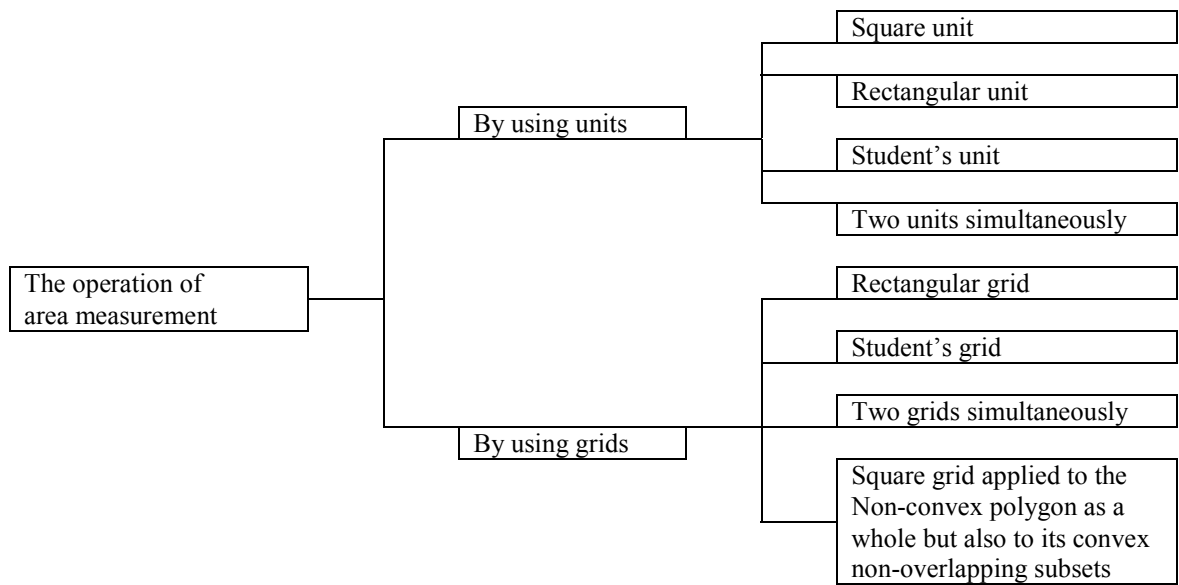 The operation of
area measurement
By using units
Square unit
Rectangular unit
Student’s unit
Two units simultaneously
By using grids
Rectangular grid
Student’s grid
Two grids simultaneously
Square grid applied to the
Non-convex polygon as a
whole but also to its convex
non-overlapping subsets